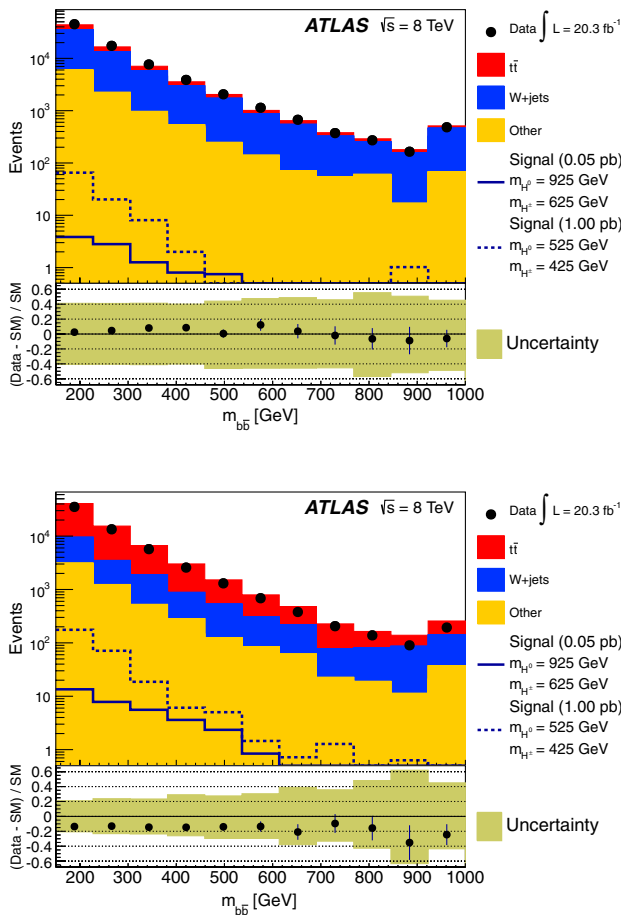 ATLAS √s = 8 TeV
Events
10⁴
10³
10²
10
1
(Data - SM) / SM
0.6
0.4
0.2
0
-0.2
-0.4
-0.6
200 300 400 500 600 700 800 900 1000
m_bb̄ [GeV]
Data ∫ L = 20.3 fb⁻¹
tt̄
W+jets
Other
Signal (0.05 pb)
m_H⁰ = 925 GeV
m_H± = 625 GeV
Signal (1.00 pb)
m_H⁰ = 525 GeV
m_H± = 425 GeV
Uncertainty
ATLAS √s = 8 TeV
Events
10⁴
10³
10²
10
1
(Data - SM) / SM
0.6
0.4
0.2
0
-0.2
-0.4
-0.6
200 300 400 500 600 700 800 900 1000
m_bb̄ [GeV]
Data ∫ L = 20.3 fb⁻¹
tt̄
W+jets
Other
Signal (0.05 pb)
m_H⁰ = 925 GeV
m_H± = 625 GeV
Signal (1.00 pb)
m_H⁰ = 525 GeV
m_H± = 425 GeV
Uncertainty